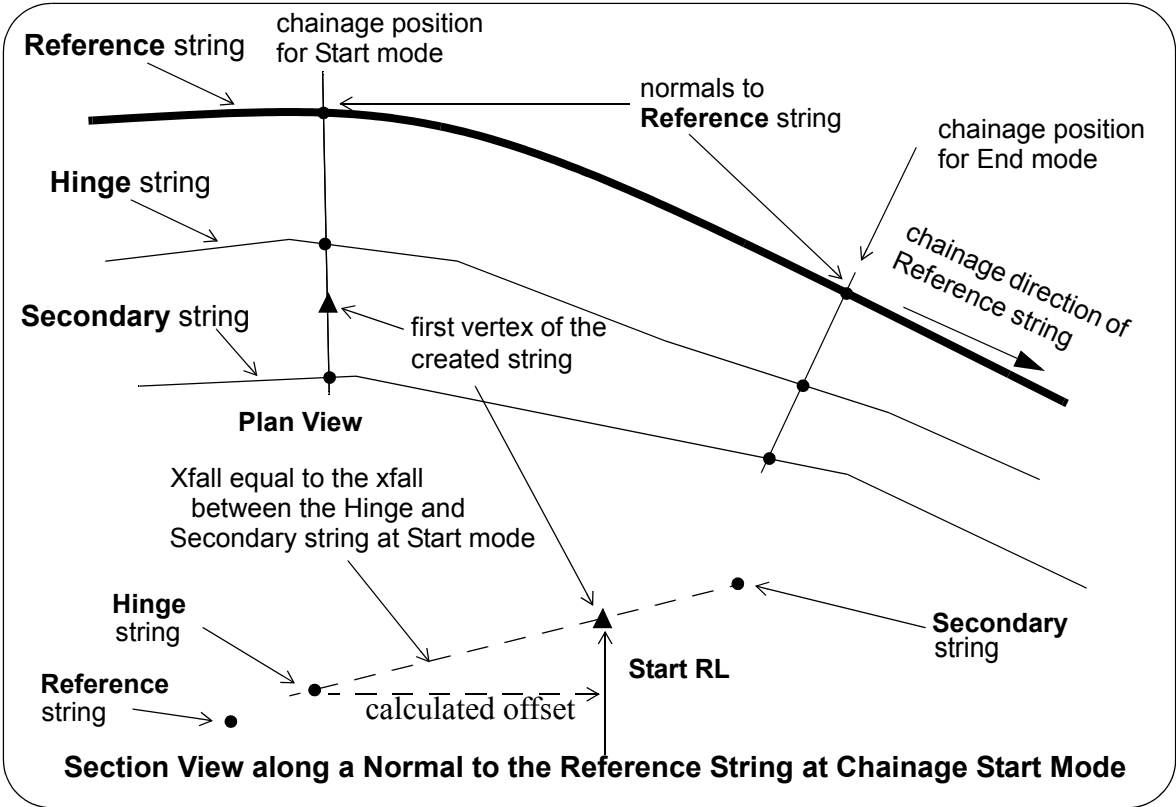 chainage position
for Start mode
Reference string
normals to
Reference string
chainage position
for End mode
Hinge string
chainage direction of
Reference string
Secondary string
first vertex of the
created string
Plan View
Xfall equal to the xfall
between the Hinge and
Secondary string at Start mode
Hinge
string
Secondary
string
Start RL
Reference
string
calculated offset
Section View along a Normal to the Reference String at Chainage Start Mode